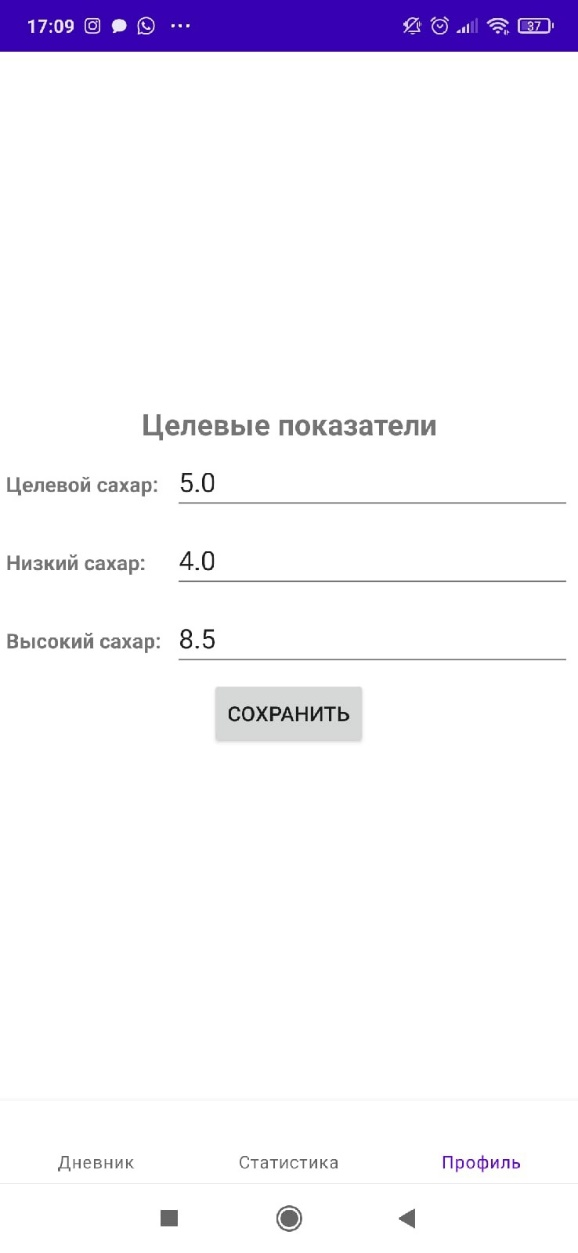 17:09
37
Целевые показатели
Целевой сахар: 5.0
Низкий сахар: 4.0
Высокий сахар: 8.5
СОХРАНИТЬ
Дневник Статистика Профиль